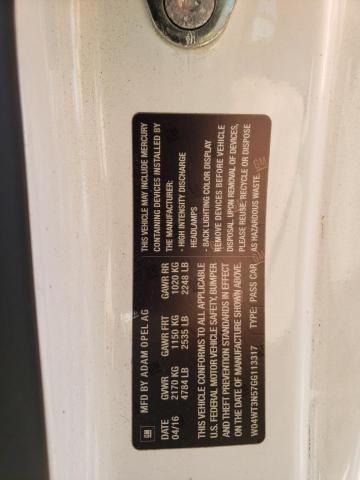 GM
MFD BY ADAM OPEL AG
DATE GVWR GAWR FRT GAWR RR
04/16 2170 KG 1150 KG 1020 KG
4784 LB 2535 LB 2248 LB
THIS VEHICLE CONFORMS TO ALL APPLICABLE
U.S. FEDERAL MOTOR VEHICLE SAFETY, BUMPER
AND THEFT PREVENTION STANDARDS IN EFFECT
ON THE DATE OF MANUFACTURE SHOWN ABOVE.
W04WT3N57GG113317 TYPE: PASS CAR
THIS VEHICLE MAY INCLUDE MERCURY
CONTAINING DEVICES INSTALLED BY
THE MANUFACTURER:
- HIGH INTENSITY DISCHARGE
HEADLAMPS
- BACK LIGHTING COLOR DISPLAY
REMOVE DEVICES BEFORE VEHICLE
DISPOSAL. UPON REMOVAL OF DEVICES,
PLEASE REUSE, RECYCLE OR DISPOSE
AS HAZARDOUS WASTE.